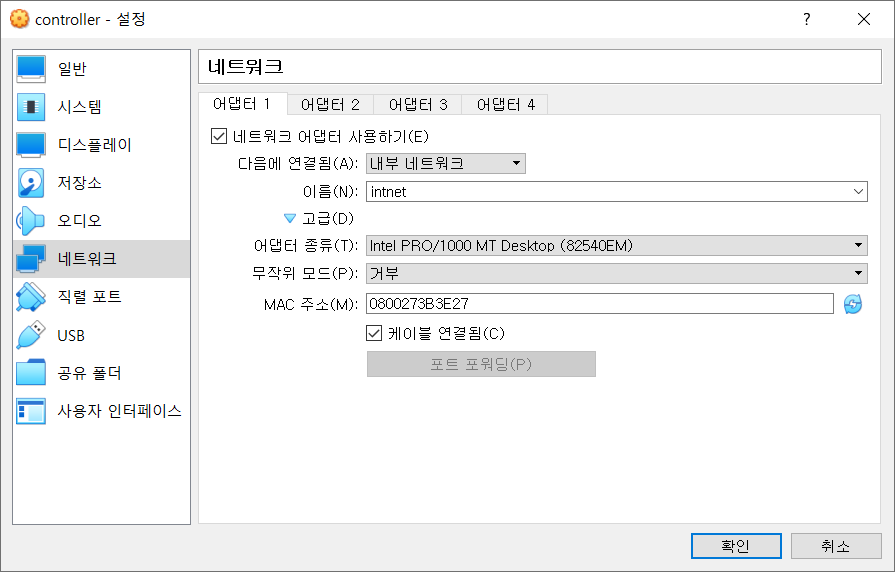 controller - 설정
?
일반
시스템
디스플레이
저장소
오디오
네트워크
직렬 포트
USB
공유 폴더
사용자 인터페이스
네트워크
어댑터 1 어댑터 2 어댑터 3 어댑터 4
네트워크 어댑터 사용하기(E)
다음에 연결됨(A): 내부 네트워크
이름(N): intnet
고급(D)
어댑터 종류(T): Intel PRO/1000 MT Desktop (82540EM)
무작위 모드(P): 거부
MAC 주소(M): 0800273B3E27
케이블 연결됨(C)
포트 포워딩(P)
확인 취소